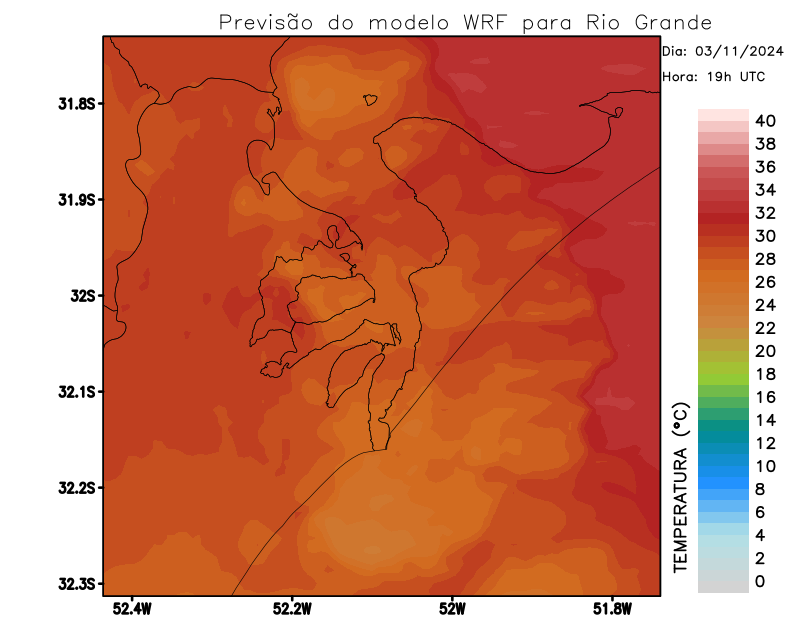 Previsão do modelo WRF para Rio Grande
Dia: 03/11/2024
Hora: 19h UTC
31.8S
31.9S
32S
32.1S
32.2S
32.3S
52.4W
52.2W
52W
51.8W
TEMPERATURA (°C)
40
38
36
34
32
30
28
26
24
22
20
18
16
14
12
10
8
6
4
2
0